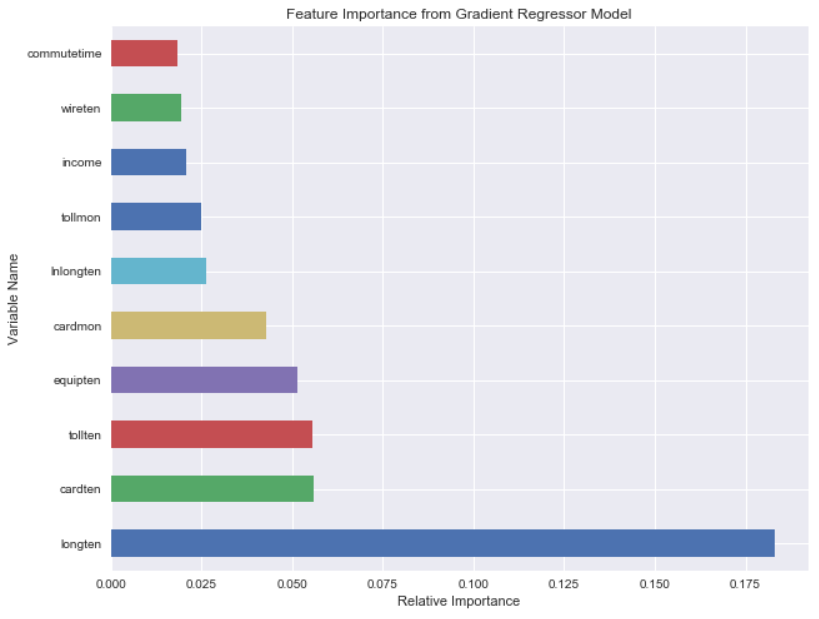 Feature Importance from Gradient Regressor Model
commutetime
wireten
income
tollmon
lnlongten
cardmon
equipten
tollten
cardten
longten
Variable Name
0.000 0.025 0.050 0.075 0.100 0.125 0.150 0.175
Relative Importance